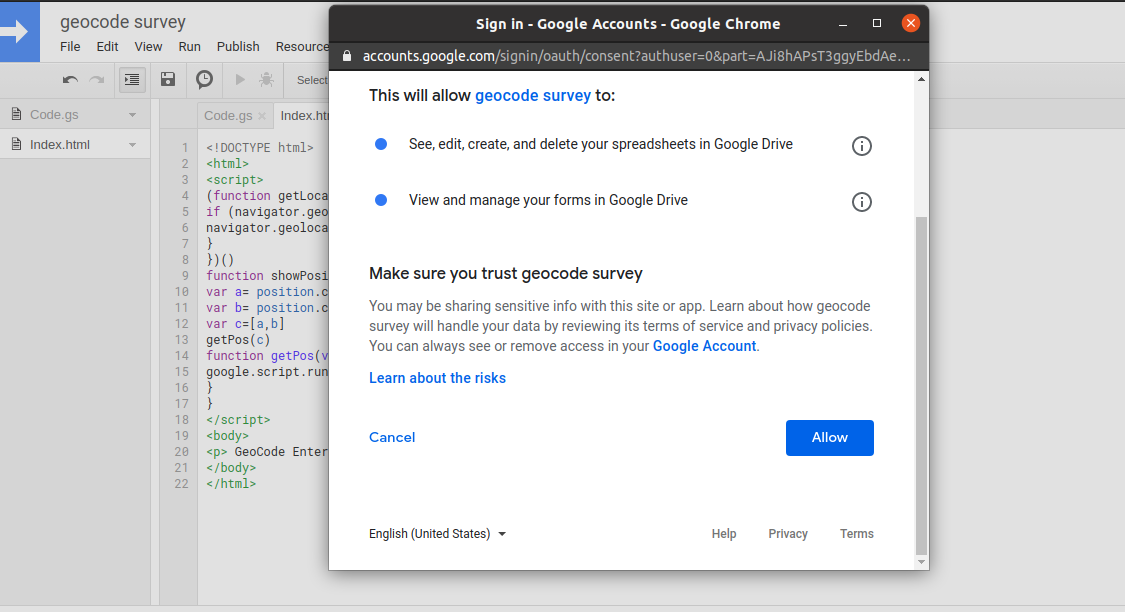 geocode survey
File Edit View Run Publish Resource
Select
Code.gs
Index.html
Code.gs
Index.ht
1 <!DOCTYPE html>
2 <html>
3 <script>
4 (function getLoca
5 if (navigator.geo
6 navigator.geoloca
7 }
8 })()
9 function showPosi
10 var a= position.c
11 var b= position.c
12 var c=[a,b]
13 getPos(c)
14 function getPos(v
15 google.script.run
16 }
17 }
18 </script>
19 <body>
20 <p> GeoCode Enter
21 </body>
22 </html>
Sign in - Google Accounts - Google Chrome
accounts.google.com/signin/oauth/consent?authuser=0&part=AJi8hAPsT3ggyEbdAe...
This will allow geocode survey to:
See, edit, create, and delete your spreadsheets in Google Drive
View and manage your forms in Google Drive
Make sure you trust geocode survey
You may be sharing sensitive info with this site or app. Learn about how geocode
survey will handle your data by reviewing its terms of service and privacy policies.
You can always see or remove access in your Google Account.
Learn about the risks
Cancel
Allow
English (United States)
Help Privacy Terms